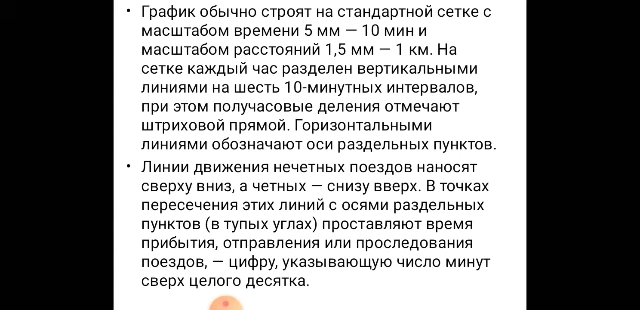 • График обычно строят на стандартной сетке с
масштабом времени 5 мм — 10 мин и
масштабом расстояний 1,5 мм — 1 км. На
сетке каждый час разделен вертикальными
линиями на шесть 10-минутных интервалов,
при этом получасовые деления отмечают
штриховой прямой. Горизонтальными
линиями обозначают оси раздельных пунктов.
• Линии движения нечетных поездов наносят
сверху вниз, а четных — снизу вверх. В точках
пересечения этих линий с осями раздельных
пунктов (в тупых углах) проставляют время
прибытия, отправления или проследования
поездов, — цифру, указывающую число минут
сверх целого десятка.